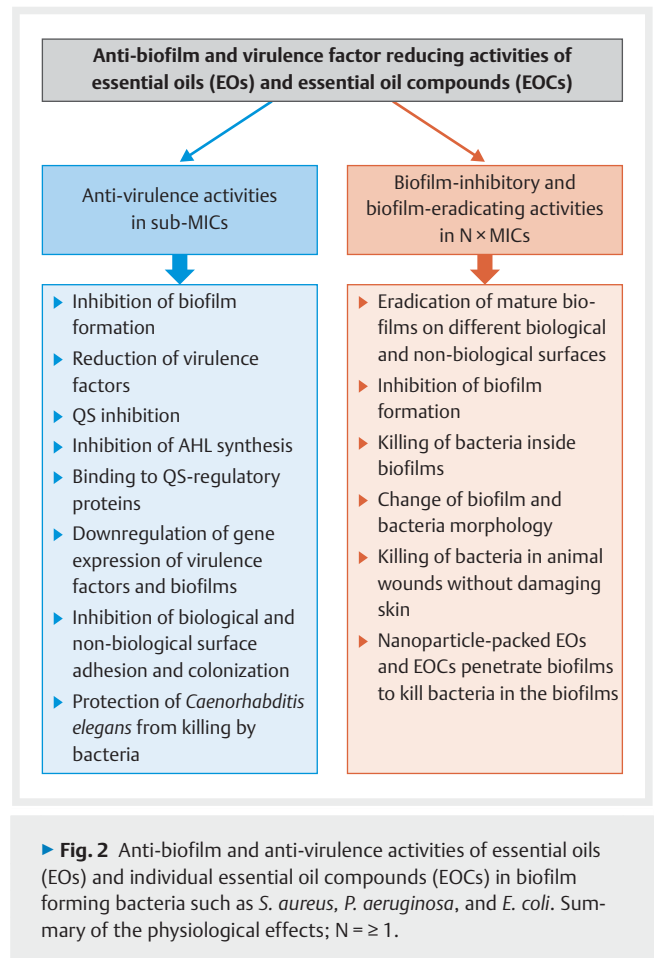 Anti-biofilm and virulence factor reducing activities of
essential oils (EOs) and essential oil compounds (EOCs)
Anti-virulence activities
in sub-MICs
▶ Inhibition of biofilm
formation
▶ Reduction of virulence
factors
▶ QS inhibition
▶ Inhibition of AHL synthesis
▶ Binding to QS-regulatory
proteins
▶ Downregulation of gene
expression of virulence
factors and biofilms
▶ Inhibition of biological and
non-biological surface
adhesion and colonization
▶ Protection of Caenorhabditis
elegans from killing by
bacteria
Biofilm-inhibitory and
biofilm-eradicating activities
in N × MICs
▶ Eradication of mature bio-
films on different biological
and non-biological surfaces
▶ Inhibition of biofilm
formation
▶ Killing of bacteria inside
biofilms
▶ Change of biofilm and
bacteria morphology
▶ Killing of bacteria in animal
wounds without damaging
skin
▶ Nanoparticle-packed EOs
and EOCs penetrate biofilms
to kill bacteria in the biofilms
▶ Fig. 2 Anti-biofilm and anti-virulence activities of essential oils
(EOs) and individual essential oil compounds (EOCs) in biofilm
forming bacteria such as S. aureus, P. aeruginosa, and E. coli. Sum-
mary of the physiological effects; N = ≥ 1.